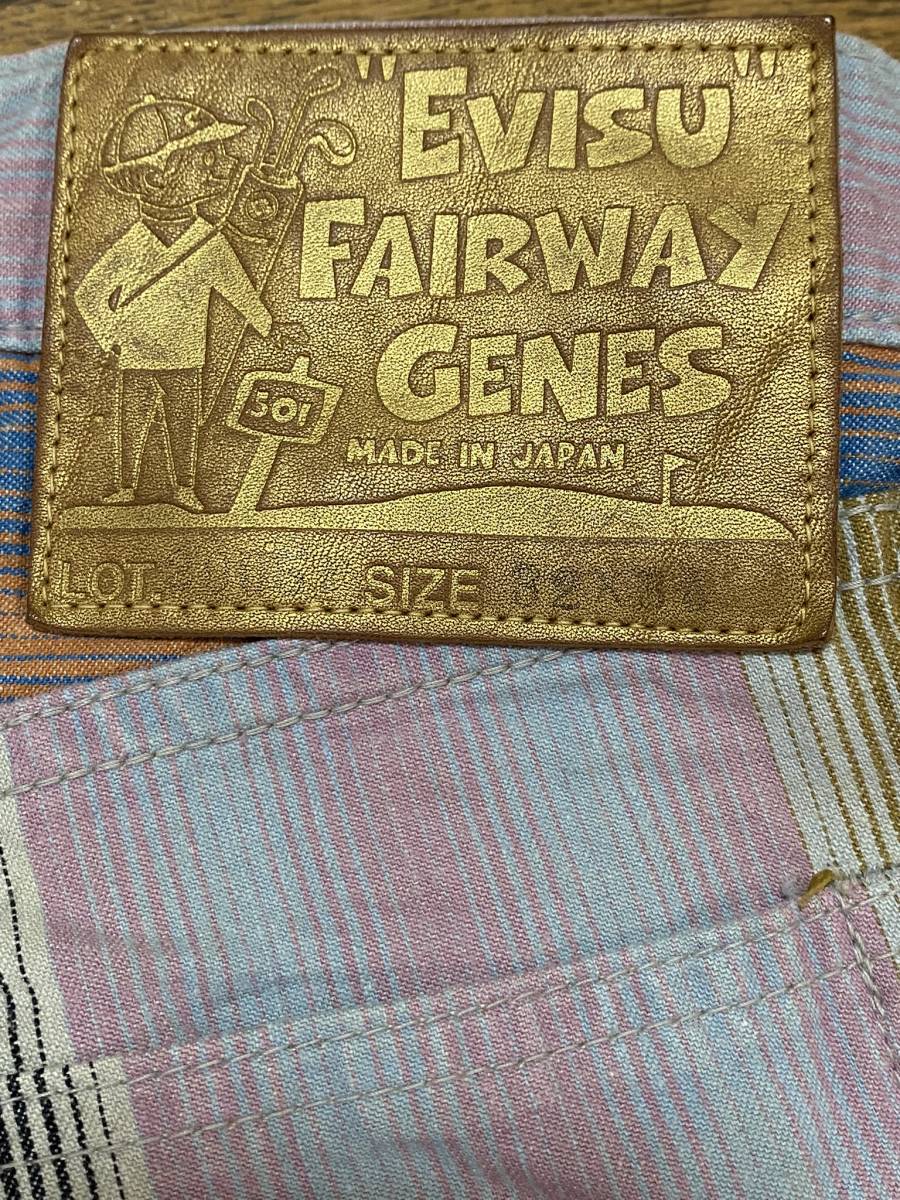 "EVISU"
FAIRWAY
GENES
501
MADE IN JAPAN
LOT. SIZE